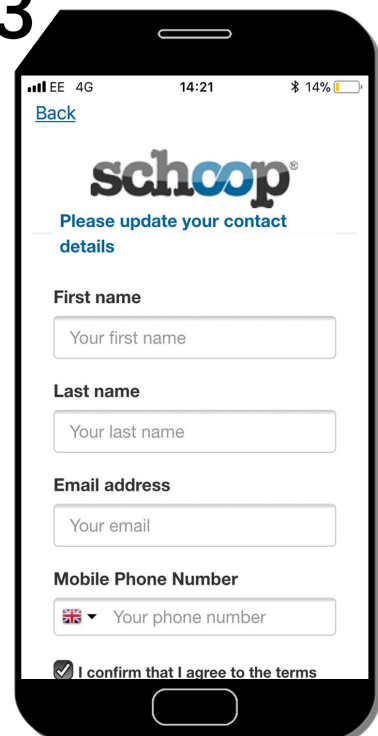 3
EE 4G 14:21 14%
Back
schoop®
Please update your contact
details
First name
Your first name
Last name
Your last name
Email address
Your email
Mobile Phone Number
Your phone number
I confirm that I agree to the terms